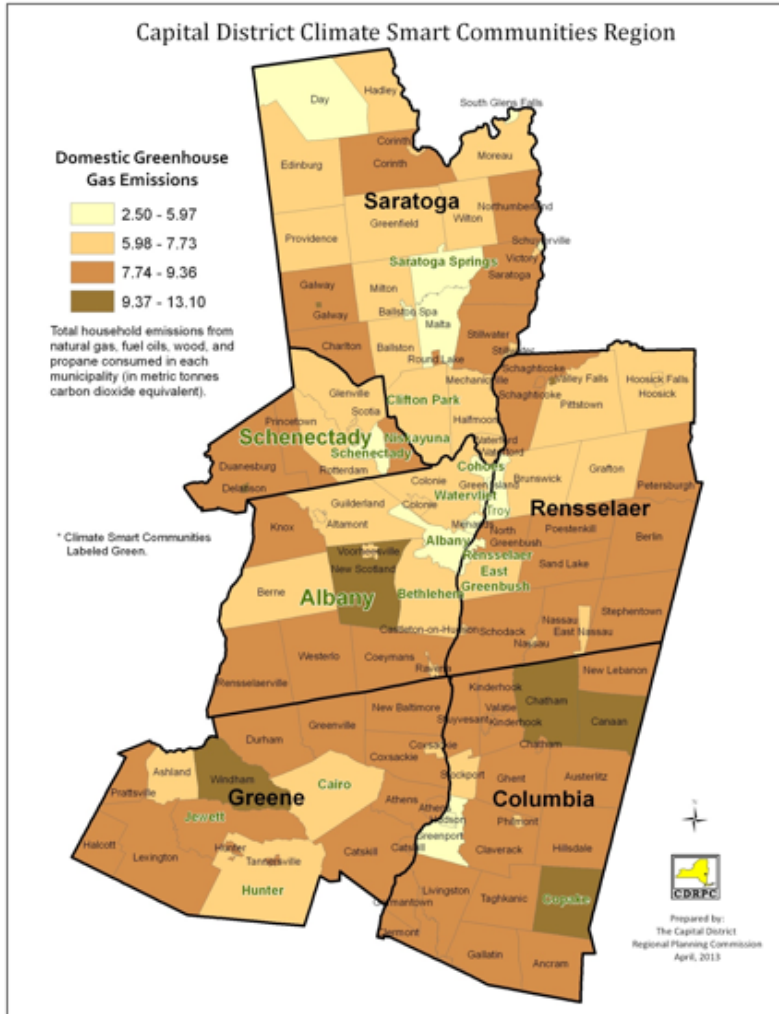 Capital District Climate Smart Communities Region
Domestic Greenhouse
Gas Emissions
2.50 - 5.97
5.98 - 7.73
7.74 - 9.36
9.37 - 13.10
Total household emissions from
natural gas, fuel oils, wood, and
propane consumed in each
municipality (in metric tonnes
carbon dioxide equivalent).
Day
Hadley
South Glens Falls
Corinth
Corinth
Moreau
Edinburg
Saratoga
Northumberland
Wilton
Greenfield
Providence
Schuylerville
Saratoga Springs
Victory
Saratoga
Galway
Milton
Galway
Ballston Spa
Malta
Stillwater
Charlton
Ballston
Round Lake
Stillwater
Mechanicville
Schaghticoke
Schaghticoke
Valley Falls
Pittstown
Hoosick Falls
Hoosick
Glenville
Clifton Park
Scotia
Halfmoon
Princetown
Schenectady
Niskayuna
Schenectady
Waterford
Waterford
Rotterdam
Duanesburg
Delanson
Cohoes
Colonie
Green Island
Brunswick
Grafton
Petersburgh
Guilderland
Colonie
Watervliet
Troy
Rensselaer
* Climate Smart Communities
Labeled Green.
Knox
Altamont
Menands
North
Greenbush
Poestenkill
Berlin
Voorheesville
Albany
New Scotland
Rensselaer
East
Greenbush
Sand Lake
Berne
Albany
Bethlehem
Stephentown
Nassau
East Nassau
Castleton-on-Hudson
Schodack
Nassau
Westerlo
Coeymans
Ravena
Rensselaerville
New Lebanon
Kinderhook
Chatham
New Baltimore
Valatie
Stuyvesant
Kinderhook
Canaan
Greenville
Durham
Chatham
Coxsackie
Coxsackie
Ashland
Windham
Stockport
Ghent
Austerlitz
Prattsville
Cairo
Greene
Athens
Athens
Columbia
Jewett
Hudson
Philmont
Greenport
Halcott
Hunter
Catskill
Catskill
Claverack
Hillsdale
Lexington
Tannersville
Hunter
Livingston
Taghkanic
Copake
Germantown
Clermont
Gallatin
Ancram
CDRPC
Prepared by:
The Capital District
Regional Planning Commission
April, 2013